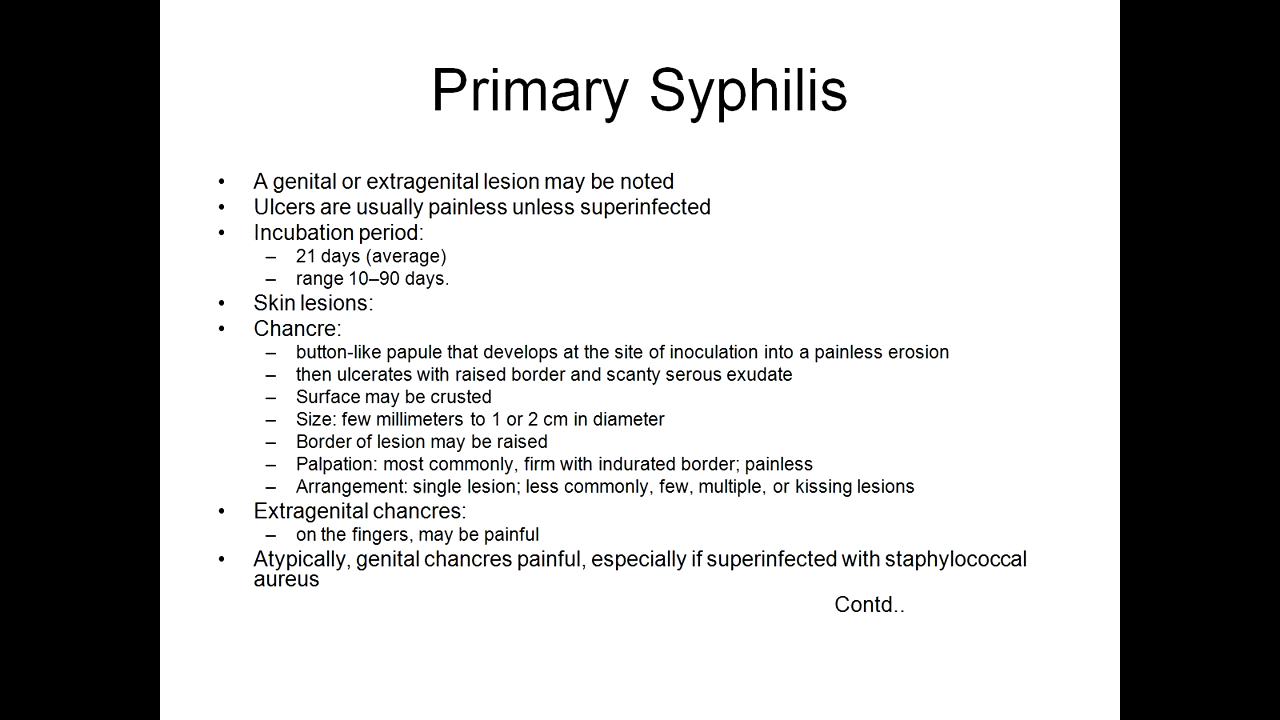 Primary Syphilis
• A genital or extragenital lesion may be noted
• Ulcers are usually painless unless superinfected
• Incubation period:
– 21 days (average)
– range 10–90 days.
• Skin lesions:
• Chancre:
– button-like papule that develops at the site of inoculation into a painless erosion
– then ulcerates with raised border and scanty serous exudate
– Surface may be crusted
– Size: few millimeters to 1 or 2 cm in diameter
– Border of lesion may be raised
– Palpation: most commonly, firm with indurated border; painless
– Arrangement: single lesion; less commonly, few, multiple, or kissing lesions
• Extragenital chancres:
– on the fingers, may be painful
• Atypically, genital chancres painful, especially if superinfected with staphylococcal
aureus
Contd..